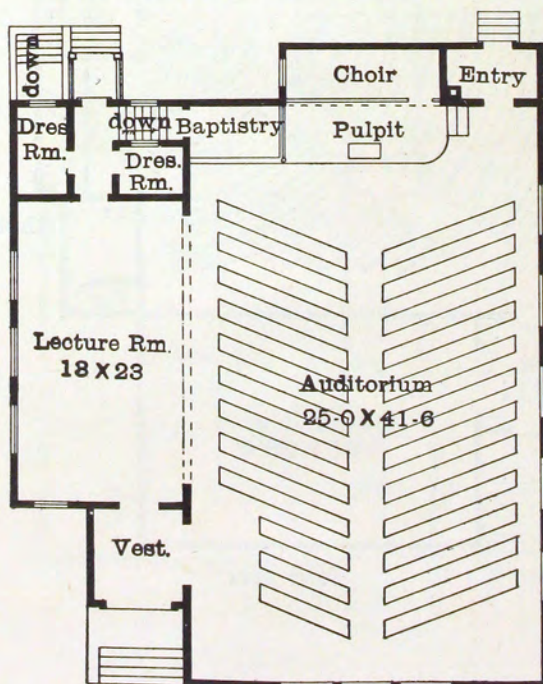 down
Choir
Entry
Dres.
Rm.
down
Baptistry
Pulpit
Dres.
Rm.
Lecture Rm.
18 X 23
Auditorium
25-0 X 41-6
Vest.